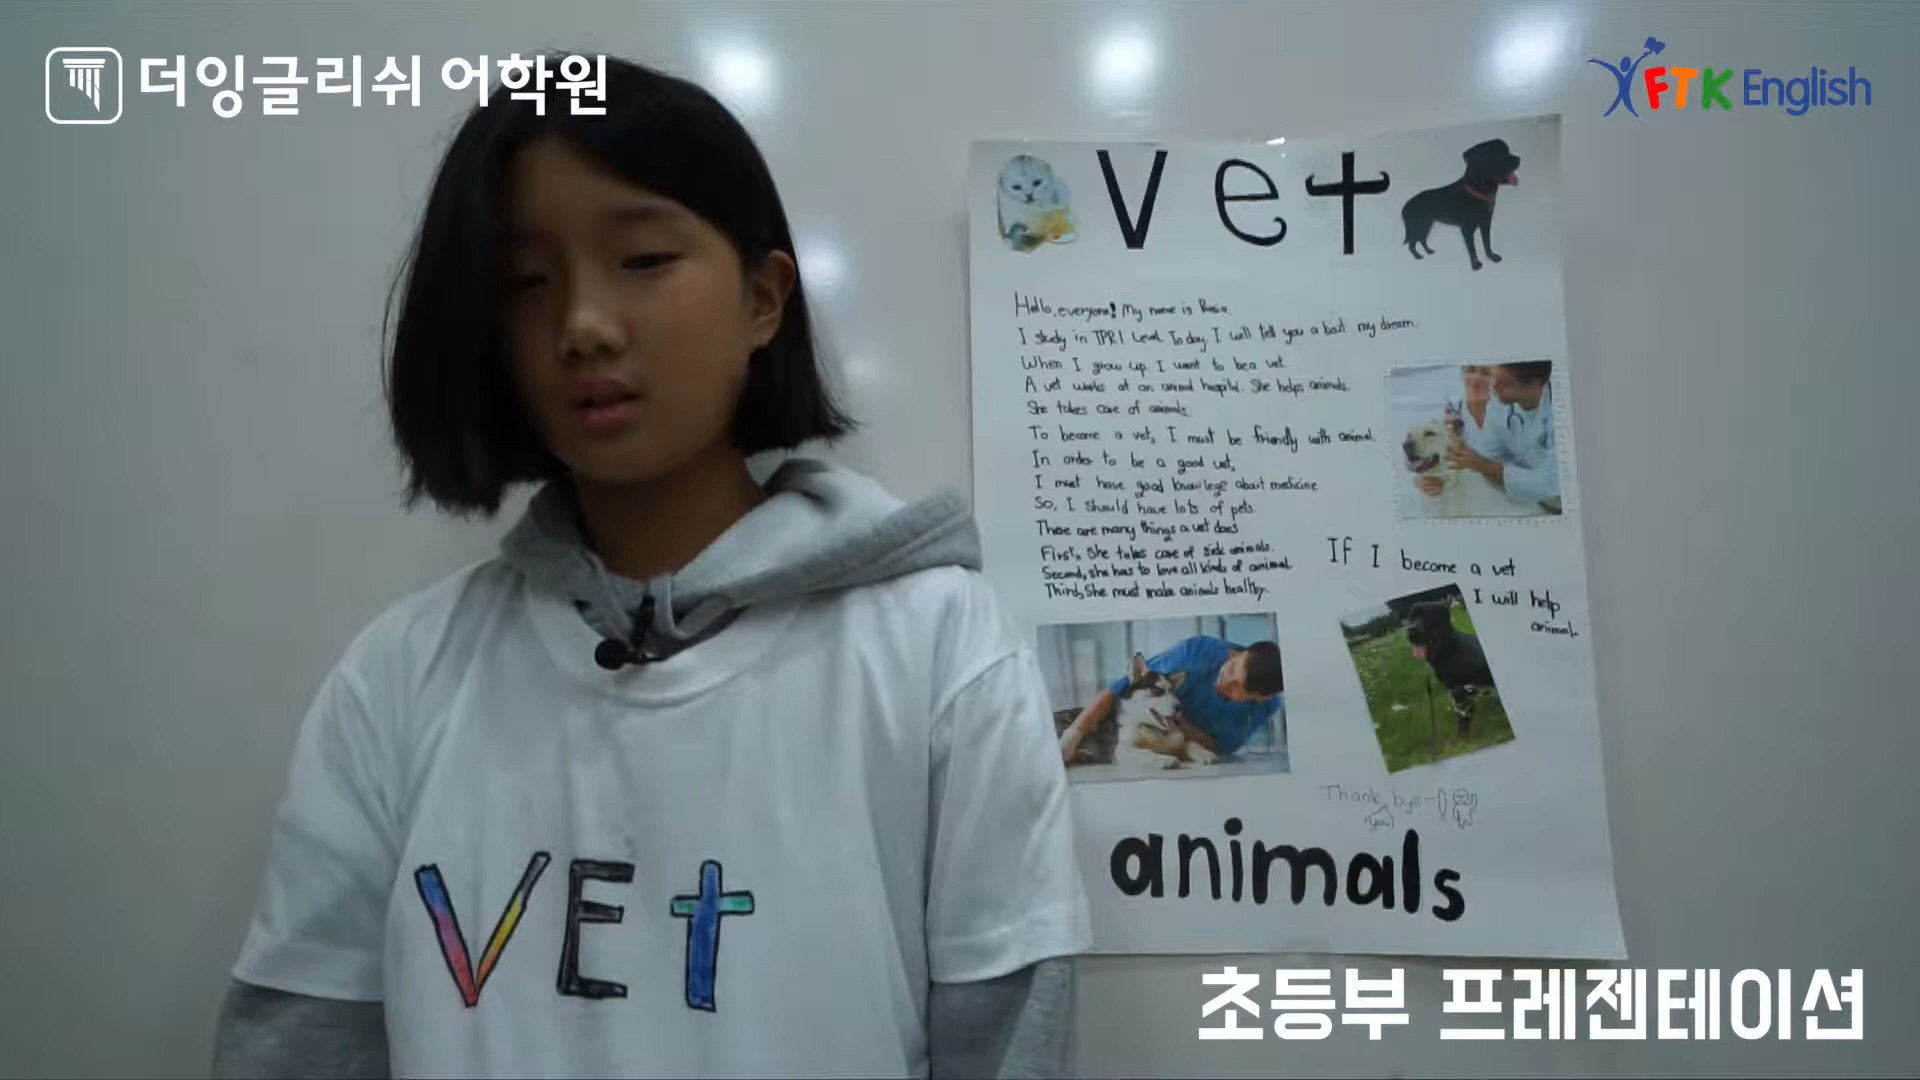 더잉글리쉬 어학원
FTK English
vet
Hello, everyone! My name is Rosia.
I study in TPR1 Level. Today, I will tell you a bout my dream.
When I grow up. I want to be a vet.
A vet works at an animal hospital. She helps animals.
She takes care of animals.
To become a vet, I must be friendly with animal.
In order to be a good vet,
I must have good knowlege about medicine
So, I should have lots of pets.
There are many things a vet does
First, She takes care of sick animals.
Second, she has to love all kinds of animal
Third, She must make animals healthy.
If I become a vet
I will help
animal.
Thank you bye~
animals
VEt
초등부 프레젠테이션